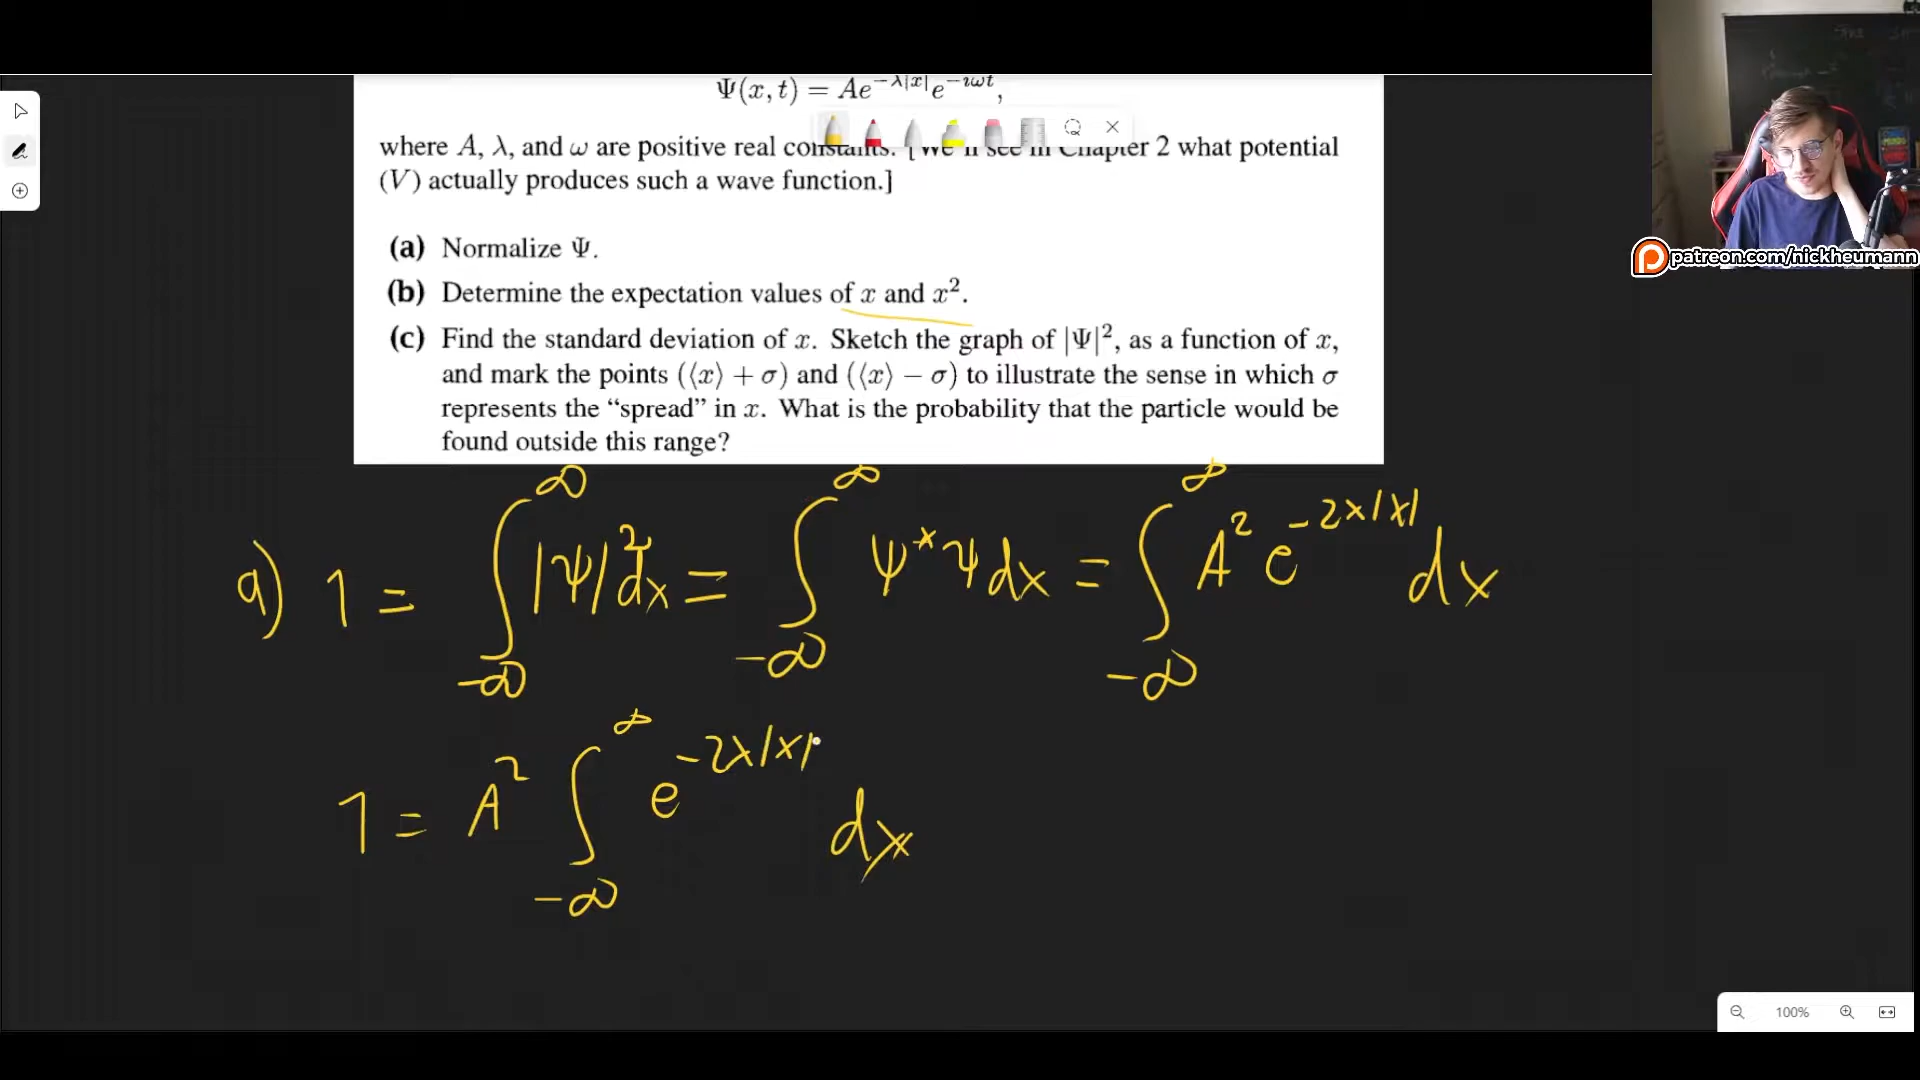 Ψ(x, t) = Ae^{−λ|x|}e^{−iωt},
where A, λ, and ω are positive real constants. [We'll see in Chapter 2 what potential
(V) actually produces such a wave function.]
(a) Normalize Ψ.
(b) Determine the expectation values of x and x².
(c) Find the standard deviation of x. Sketch the graph of |Ψ|², as a function of x,
and mark the points (⟨x⟩ + σ) and (⟨x⟩ − σ) to illustrate the sense in which σ
represents the “spread” in x. What is the probability that the particle would be
found outside this range?
patreon.com/nickheumann
a) 1 = ∫_{-∞}^{∞} |Ψ|² dx = ∫_{-∞}^{∞} Ψ* Ψ dx = ∫_{-∞}^{∞} A² e^{-2λ|x|} dx
1 = A² ∫_{-∞}^{∞} e^{-2λ|x|} dx
100%